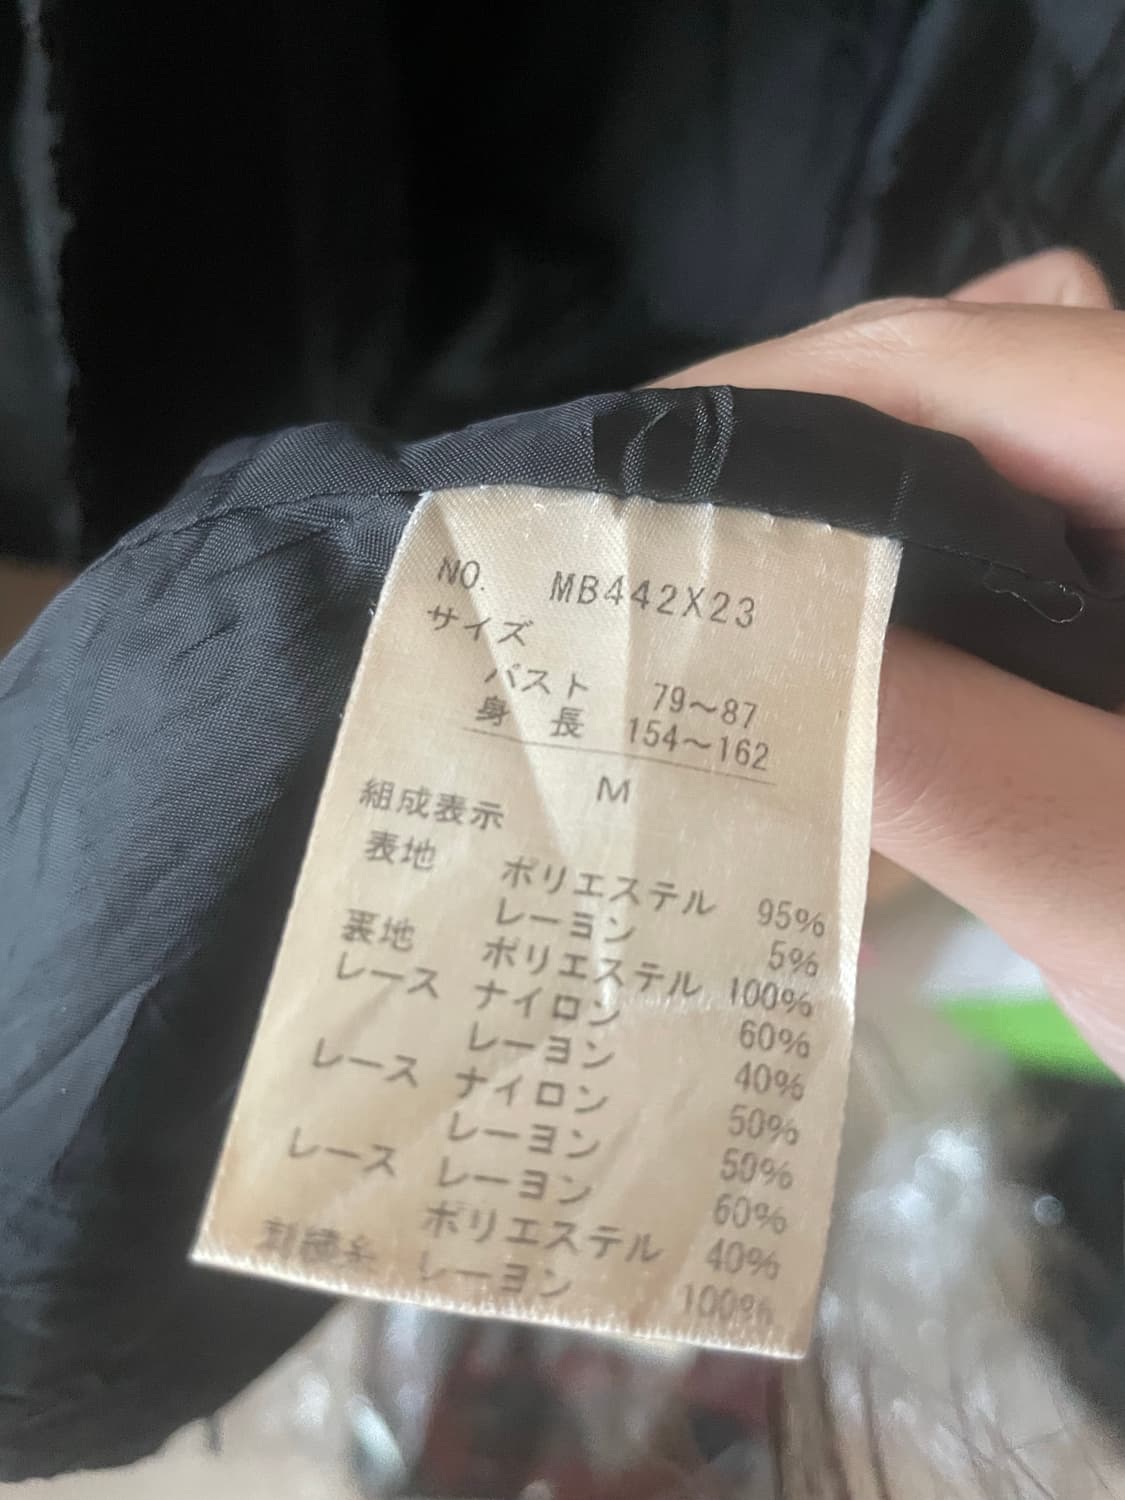 NO. MB442X23
サイズ
バスト 79〜87
身 長 154〜162
M
組成表示
表地 ポリエステル 95%
レーヨン 5%
裏地 ポリエステル 100%
レース ナイロン 60%
レーヨン 40%
レース ナイロン 50%
レーヨン 50%
レース レーヨン 60%
ポリエステル 40%
刺繍糸 レーヨン 100%